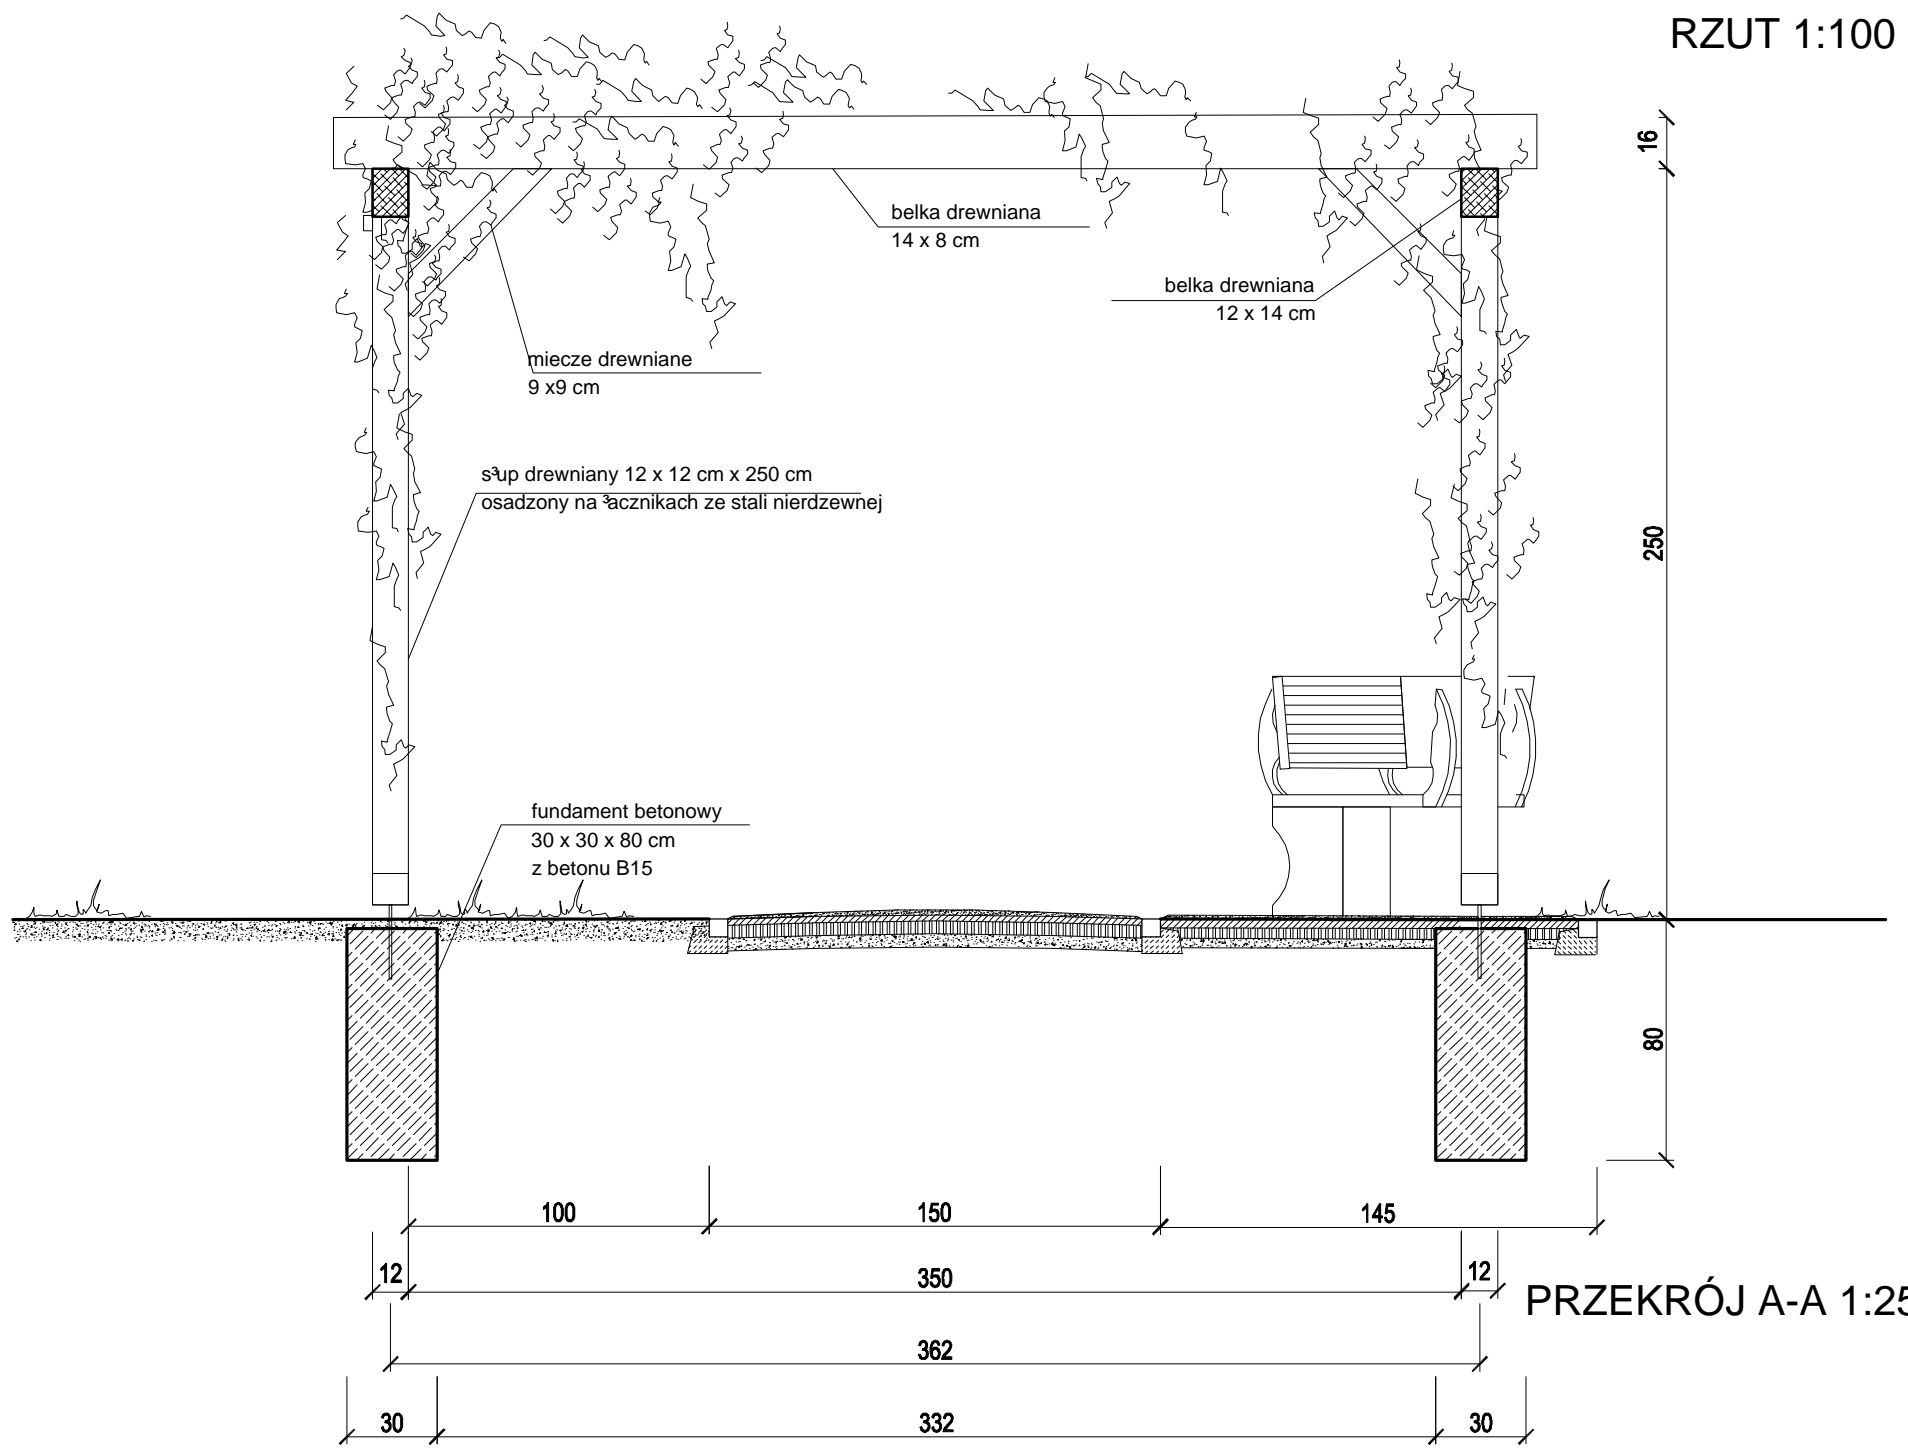 RZUT 1:100
16
belka drewniana
14 x 8 cm
belka drewniana
12 x 14 cm
miecze drewniane
9 x9 cm
s³up drewniany 12 x 12 cm x 250 cm
osadzony na ³acznikach ze stali nierdzewnej
250
fundament betonowy
30 x 30 x 80 cm
z betonu B15
80
100 150 145
12 350 12
PRZEKRÓJ A-A 1:25
362
30 332 30